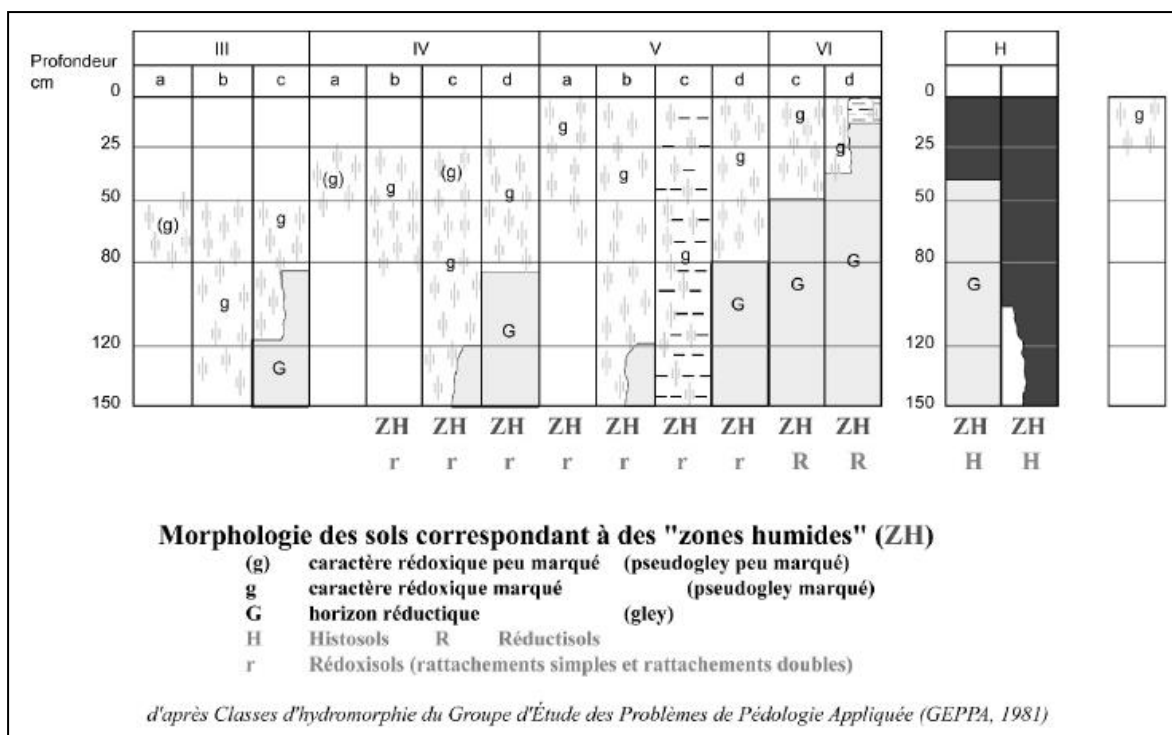 III IV V VI H
Profondeur
cm
a b c a b c d a b c d c d
0 0
g g g g
25 25
(g) g (g) g g g g
50 50
(g) g
80 80
g g g G G G G
G G
120 120
G
150 150
ZH ZH ZH ZH ZH ZH ZH ZH ZH ZH ZH
r r r r r r r R R H H
Morphologie des sols correspondant à des "zones humides" (ZH)
(g) caractère rédoxique peu marqué (pseudogley peu marqué)
g caractère rédoxique marqué (pseudogley marqué)
G horizon réductique (gley)
H Histosols R Réductisols
r Rédoxisols (rattachements simples et rattachements doubles)
d'après Classes d'hydromorphie du Groupe d'Étude des Problèmes de Pédologie Appliquée (GEPPA, 1981)